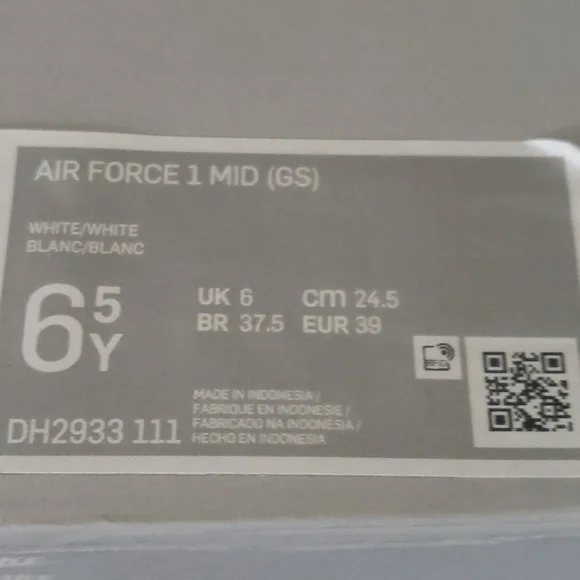 AIR FORCE 1 MID (GS)
WHITE/WHITE
BLANC/BLANC
6 5 Y
UK 6 cm 24.5
BR 37.5 EUR 39
MADE IN INDONESIA /
FABRIQUE EN INDONESIE /
FABRICADO NA INDONÉSIA /
HECHO EN INDONESIA
DH2933 111